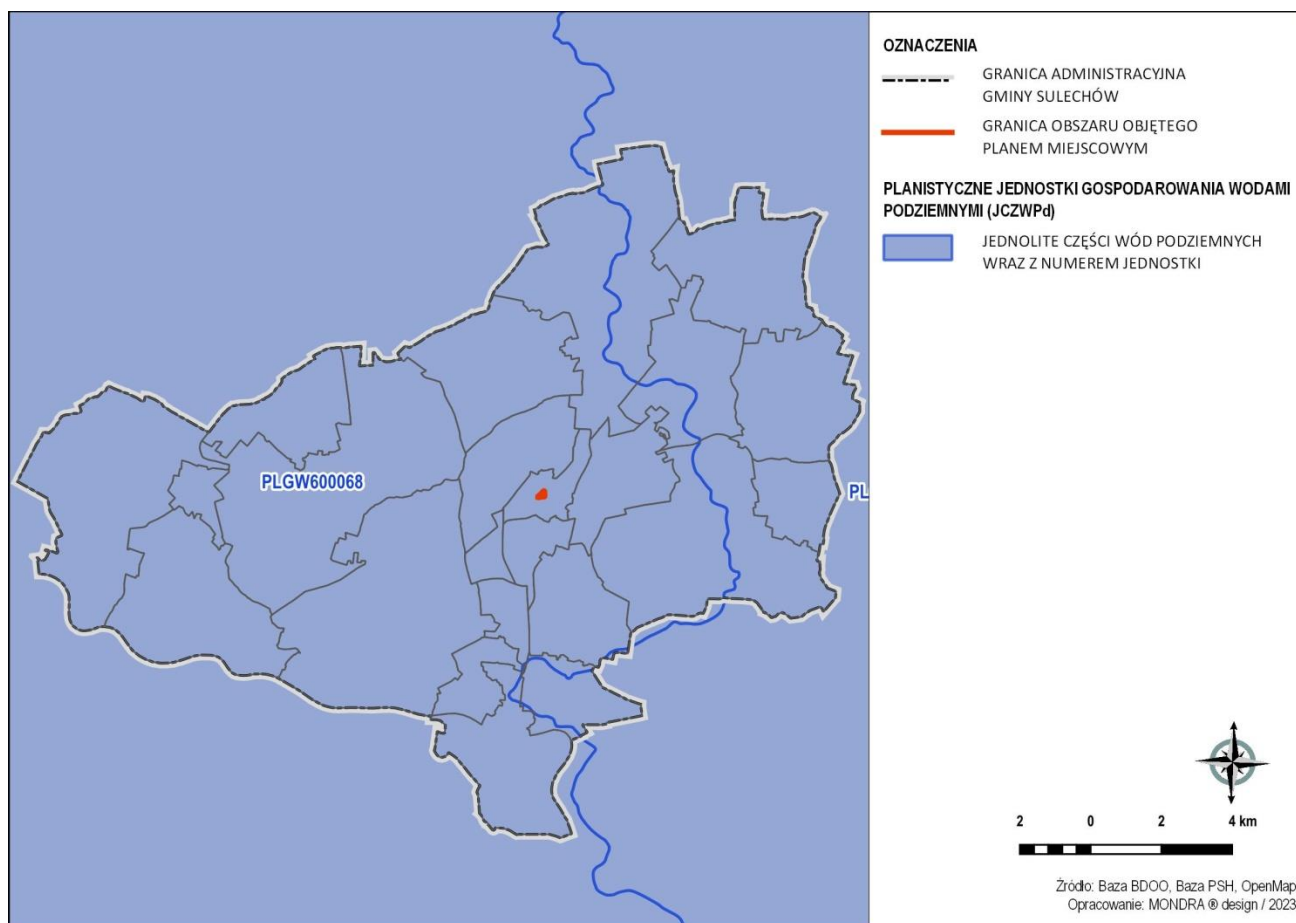 OZNACZENIA
GRANICA ADMINISTRACYJNA
GMINY SULECHÓW
GRANICA OBSZARU OBJĘTEGO
PLANEM MIEJSCOWYM
PLANISTYCZNE JEDNOSTKI GOSPODAROWANIA WODAMI
PODZIEMNYMI (JCZWPd)
JEDNOLITE CZĘŚCI WÓD PODZIEMNYCH
WRAZ Z NUMEREM JEDNOSTKI
PLGW600068
PL
2 0 2 4 km
Źródło: Baza BDOO, Baza PSH, OpenMap
Opracowanie: MONDRA ® design / 2023